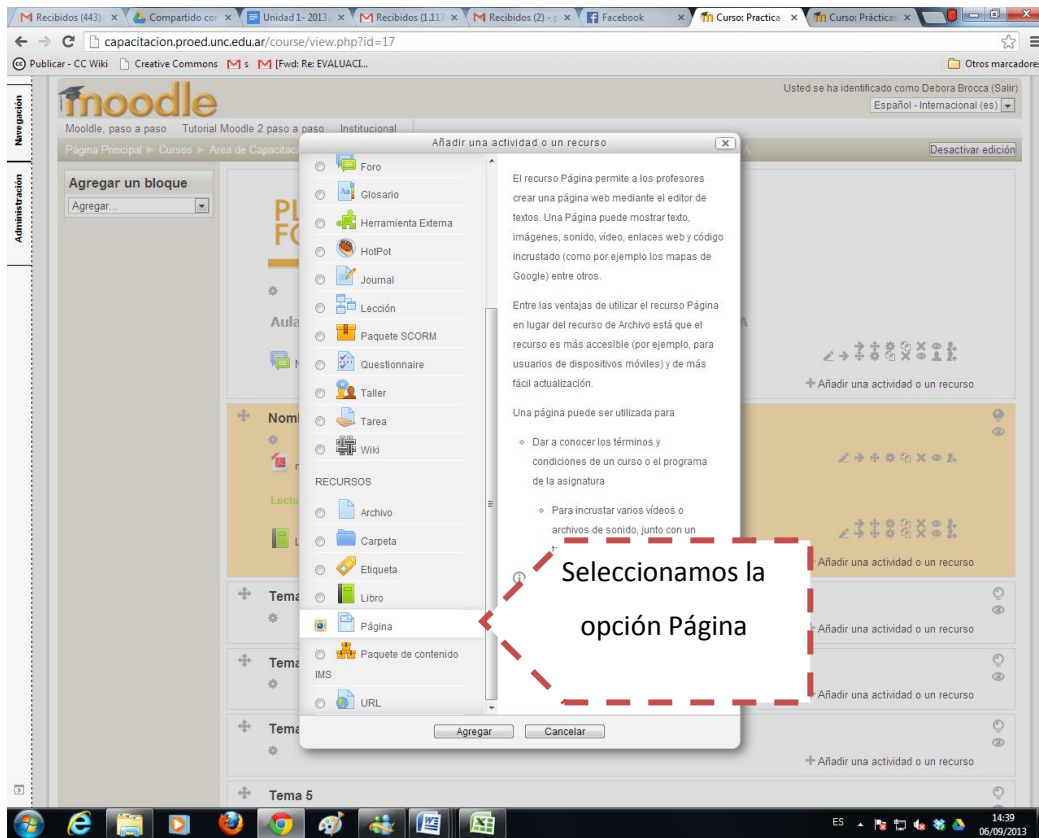 Recibidos (443)
Compartido cor
Unidad 1 - 2013.
Recibidos (1.117
Recibidos (2) - p
Facebook
Curso: Practica
Curso: Prácticas
capacitacion.proed.unc.edu.ar/course/view.php?id=17
Publicar - CC Wiki
Creative Commons
s
[Fwd: Re: EVALUACI...
Otros marcadores
Navegación
Administración
moodle
Usted se ha identificado como Debora Brocca (Salir)
Español - Internacional (es)
Mooldle, paso a paso
Tutorial Moodle 2 paso a paso
Institucional
Página Principal ► Cursos ► Area de Capacitac
A
Desactivar edición
Agregar un bloque
Agregar...
PL
FO
Aula
A
N
Añadir una actividad o un recurso
Nom
r
Lectu
L
Añadir una actividad o un recurso
Tema
Añadir una actividad o un recurso
Tema
Añadir una actividad o un recurso
Tema
Añadir una actividad o un recurso
Tema 5
Añadir una actividad o un recurso
Foro
Glosario
Herramienta Externa
HotPot
Journal
Lección
Paquete SCORM
Questionnaire
Taller
Tarea
Wiki
RECURSOS
Archivo
Carpeta
Etiqueta
Libro
Página
Paquete de contenido
IMS
URL
El recurso Página permite a los profesores
crear una página web mediante el editor de
textos. Una Página puede mostrar texto,
imágenes, sonido, vídeo, enlaces web y código
incrustado (como por ejemplo los mapas de
Google) entre otros.
Entre las ventajas de utilizar el recurso Página
en lugar del recurso de Archivo está que el
recurso es más accesible (por ejemplo, para
usuarios de dispositivos móviles) y de más
fácil actualización.
Una página puede ser utilizada para
Dar a conocer los términos y
condiciones de un curso o el programa
de la asignatura
Para incrustar varios vídeos o
archivos de sonido, junto con un
Agregar
Cancelar
Seleccionamos la
opción Página
ES
14:39
06/09/2013